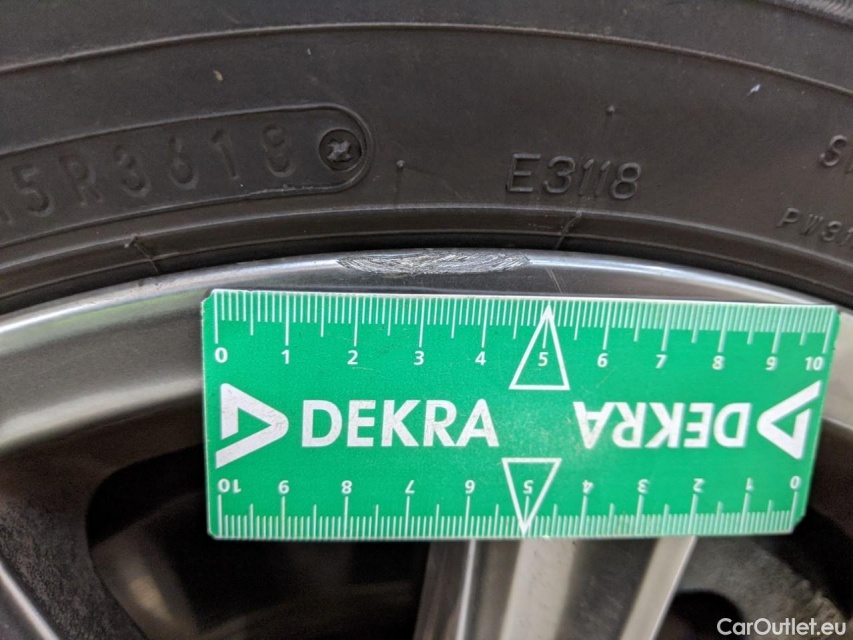 15R3618
E3118
0 1 2 3 4 5 6 7 8 9 10
DEKRA DEKRA
10 9 8 7 6 5 4 3 2 1 0
CarOutlet.eu